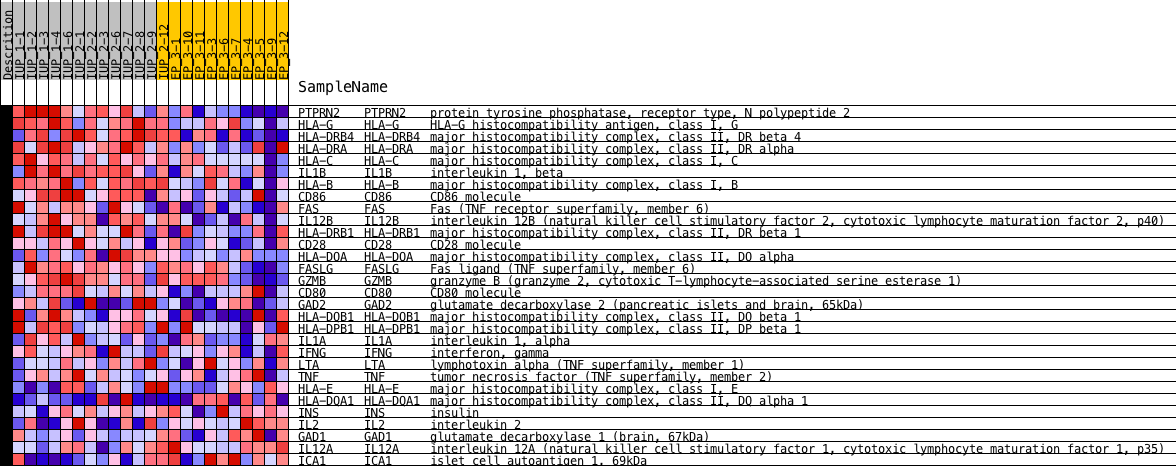 Descrition
IUP_1-1
IUP_1-2
IUP_1-3
IUP_1-4
IUP_1-6
IUP_2-1
IUP_2-2
IUP_2-3
IUP_2-6
IUP_2-7
IUP_2-8
IUP_2-9
IUP_2-12
EP_3-1
EP_3-10
EP_3-11
EP_3-3
EP_3-6
EP_3-7
EP_3-4
EP_3-5
EP_3-9
EP_3-12
SampleName
PTPRN2 PTPRN2 protein tyrosine phosphatase, receptor type, N polypeptide 2
HLA-G HLA-G HLA-G histocompatibility antigen, class I, G
HLA-DRB4 HLA-DRB4 major histocompatibility complex, class II, DR beta 4
HLA-DRA HLA-DRA major histocompatibility complex, class II, DR alpha
HLA-C HLA-C major histocompatibility complex, class I, C
IL1B IL1B interleukin 1, beta
HLA-B HLA-B major histocompatibility complex, class I, B
CD86 CD86 CD86 molecule
FAS FAS Fas (TNF receptor superfamily, member 6)
IL12B IL12B interleukin 12B (natural killer cell stimulatory factor 2, cytotoxic lymphocyte maturation factor 2, p40)
HLA-DRB1 HLA-DRB1 major histocompatibility complex, class II, DR beta 1
CD28 CD28 CD28 molecule
HLA-DOA HLA-DOA major histocompatibility complex, class II, DO alpha
FASLG FASLG Fas ligand (TNF superfamily, member 6)
GZMB GZMB granzyme B (granzyme 2, cytotoxic T-lymphocyte-associated serine esterase 1)
CD80 CD80 CD80 molecule
GAD2 GAD2 glutamate decarboxylase 2 (pancreatic islets and brain, 65kDa)
HLA-DQB1 HLA-DQB1 major histocompatibility complex, class II, DQ beta 1
HLA-DPB1 HLA-DPB1 major histocompatibility complex, class II, DP beta 1
IL1A IL1A interleukin 1, alpha
IFNG IFNG interferon, gamma
LTA LTA lymphotoxin alpha (TNF superfamily, member 1)
TNF TNF tumor necrosis factor (TNF superfamily, member 2)
HLA-E HLA-E major histocompatibility complex, class I, E
HLA-DQA1 HLA-DQA1 major histocompatibility complex, class II, DQ alpha 1
INS INS insulin
IL2 IL2 interleukin 2
GAD1 GAD1 glutamate decarboxylase 1 (brain, 67kDa)
IL12A IL12A interleukin 12A (natural killer cell stimulatory factor 1, cytotoxic lymphocyte maturation factor 1, p35)
ICA1 ICA1 islet cell autoantigen 1, 69kDa